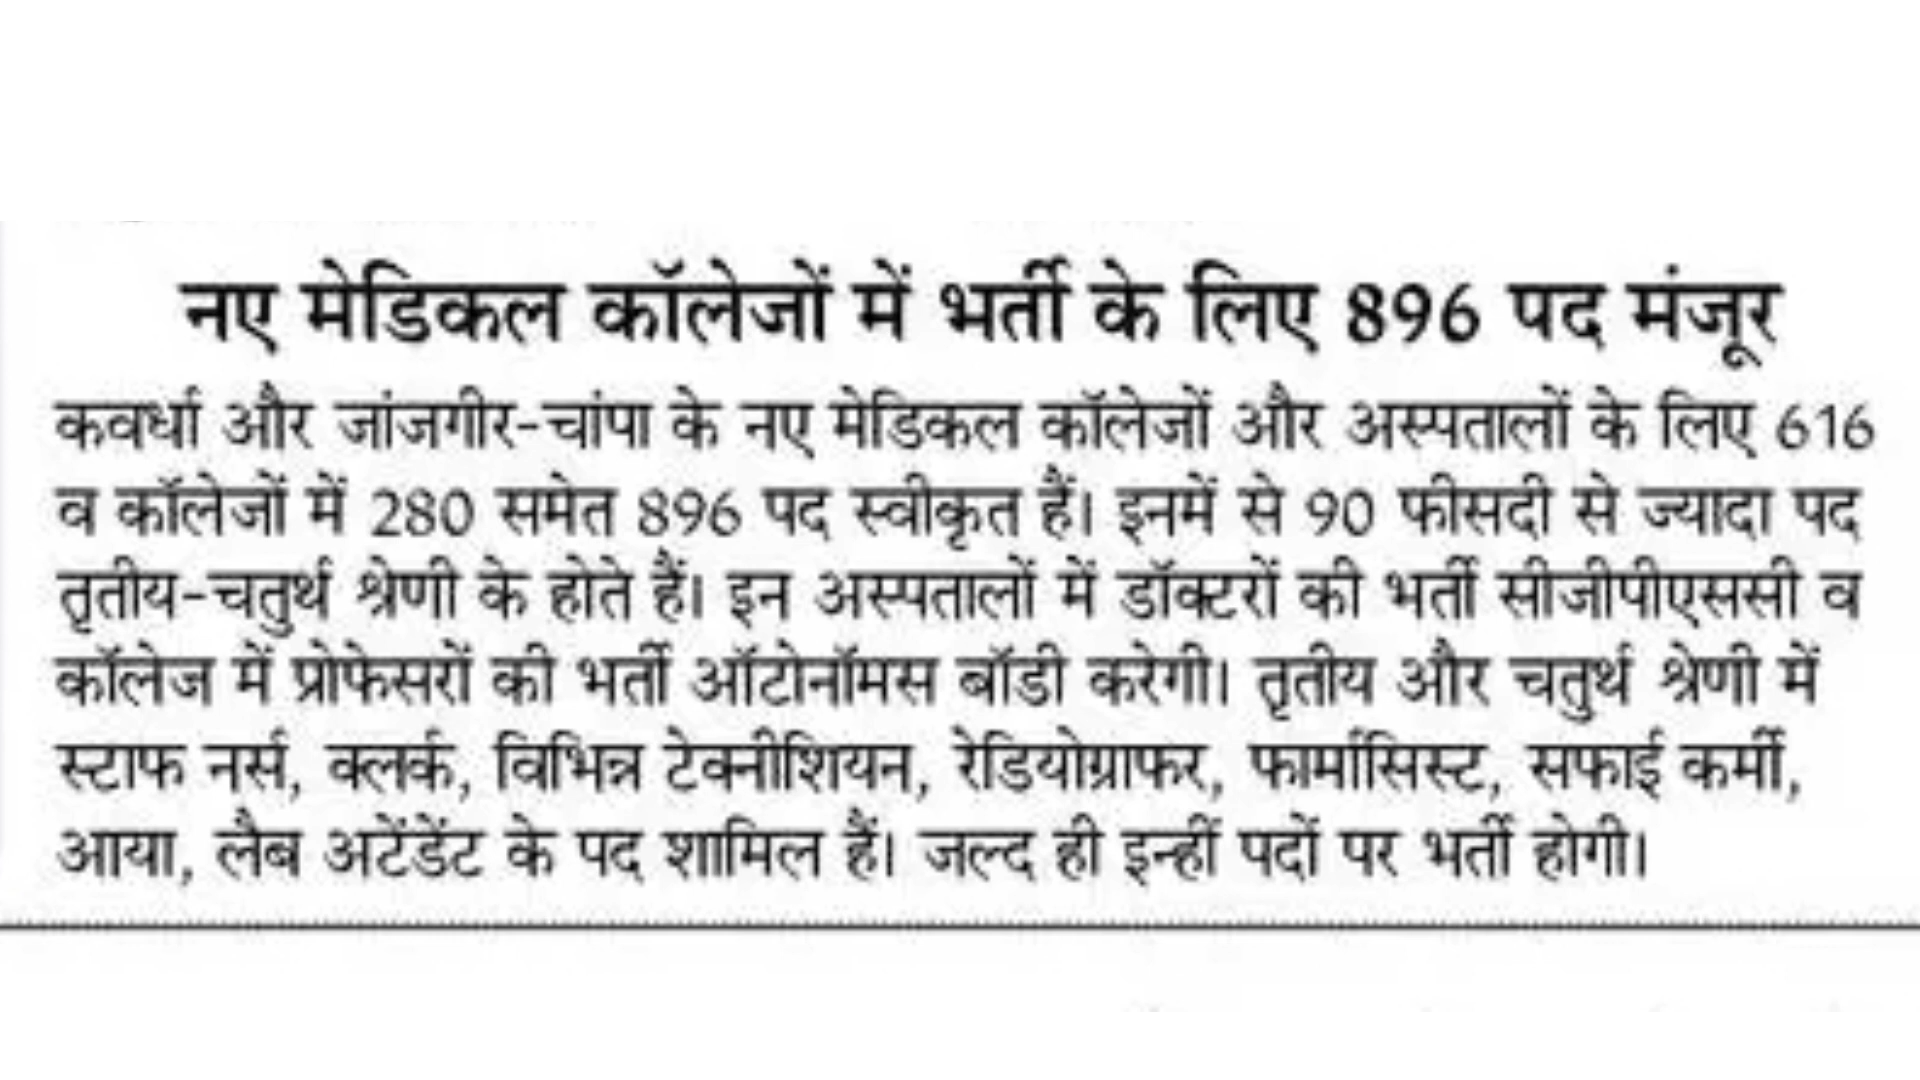 नए मेडिकल कॉलेजों में भर्ती के लिए 896 पद मंजूर
कवर्धा और जांजगीर-चांपा के नए मेडिकल कॉलेजों और अस्पतालों के लिए 616
व कॉलेजों में 280 समेत 896 पद स्वीकृत हैं। इनमें से 90 फीसदी से ज्यादा पद
तृतीय-चतुर्थ श्रेणी के होते हैं। इन अस्पतालों में डॉक्टरों की भर्ती सीजीपीएससी व
कॉलेज में प्रोफेसरों की भर्ती ऑटोनॉमस बॉडी करेगी। तृतीय और चतुर्थ श्रेणी में
स्टाफ नर्स, क्लर्क, विभिन्न टेक्नीशियन, रेडियोग्राफर, फार्मासिस्ट, सफाई कर्मी,
आया, लैब अटेंडेंट के पद शामिल हैं। जल्द ही इन्हीं पदों पर भर्ती होगी।